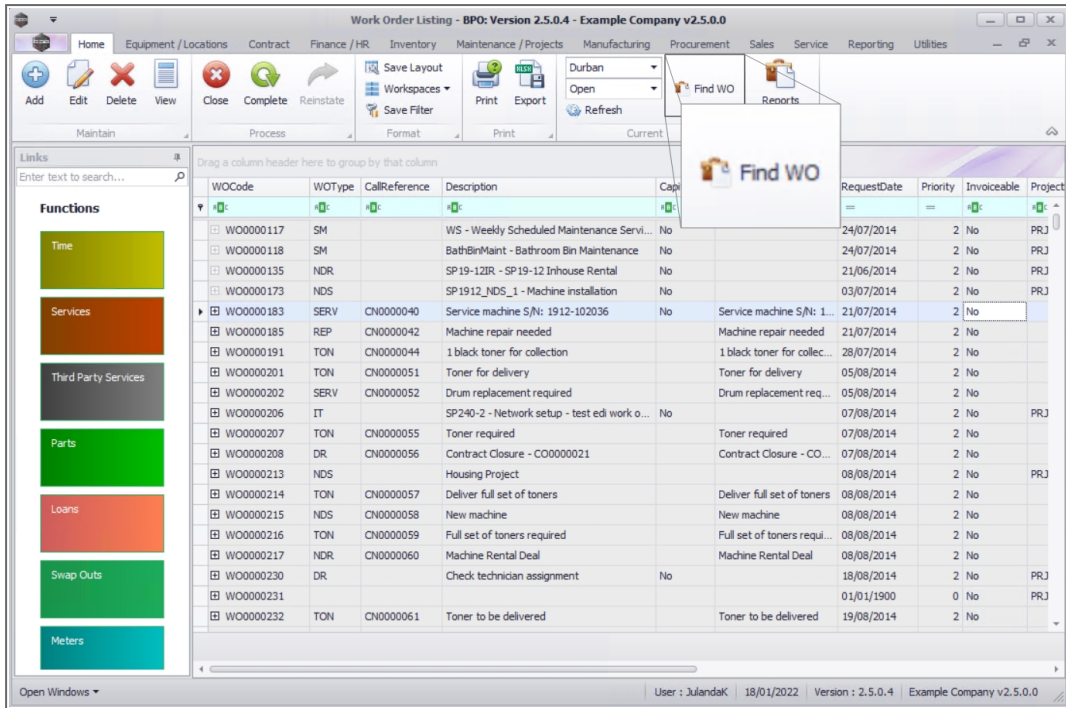 Work Order Listing - BPO: Version 2.5.0.4 - Example Company v2.5.0.0
Home Equipment / Locations Contract Finance / HR Inventory Maintenance / Projects Manufacturing Procurement Sales Service Reporting Utilities
Add Edit Delete View Close Complete Reinstate Save Layout Workspaces Save Filter Print Export Durban Open Refresh Find WO Reports
Maintain Process Format Print Current
Find WO
Links
Enter text to search...
Functions
Time
Services
Third Party Services
Parts
Loans
Swap Outs
Meters
Drag a column header here to group by that column
WOCode WOType CallReference Description Capi RequestDate Priority Invoiceable Project
WO0000117 SM WS - Weekly Scheduled Maintenance Servi... No 24/07/2014 2 No PRJ
WO0000118 SM BathBinMaint - Bathroom Bin Maintenance No 24/07/2014 2 No PRJ
WO0000135 NDR SP19-12IR - SP19-12 Inhouse Rental No 21/06/2014 2 No PRJ
WO0000173 NDS SP1912_NDS_1 - Machine installation No 03/07/2014 2 No PRJ
WO0000183 SERV CN0000040 Service machine S/N: 1912-102036 No Service machine S/N: 1... 21/07/2014 2 No
WO0000185 REP CN0000042 Machine repair needed Machine repair needed 21/07/2014 2 No
WO0000191 TON CN0000044 1 black toner for collection 1 black toner for collec... 28/07/2014 2 No
WO0000201 TON CN0000051 Toner for delivery Toner for delivery 05/08/2014 2 No
WO0000202 SERV CN0000052 Drum replacement required Drum replacement req... 05/08/2014 2 No
WO0000206 IT SP240-2 - Network setup - test edi work o... No 07/08/2014 2 No PRJ
WO0000207 TON CN0000055 Toner required Toner required 07/08/2014 2 No
WO0000208 DR CN0000056 Contract Closure - CO0000021 Contract Closure - CO... 07/08/2014 2 No
WO0000213 NDS Housing Project 08/08/2014 2 No PRJ
WO0000214 TON CN0000057 Deliver full set of toners Deliver full set of toners 08/08/2014 2 No
WO0000215 NDS CN0000058 New machine New machine 08/08/2014 2 No
WO0000216 TON CN0000059 Full set of toners required Full set of toners requi... 08/08/2014 2 No
WO0000217 NDR CN0000060 Machine Rental Deal Machine Rental Deal 08/08/2014 2 No
WO0000230 DR Check technician assignment No 18/08/2014 2 No PRJ
WO0000231 01/01/1900 0 No PRJ
WO0000232 TON CN0000061 Toner to be delivered Toner to be delivered 19/08/2014 2 No
Open Windows User : JulandaK 18/01/2022 Version : 2.5.0.4 Example Company v2.5.0.0